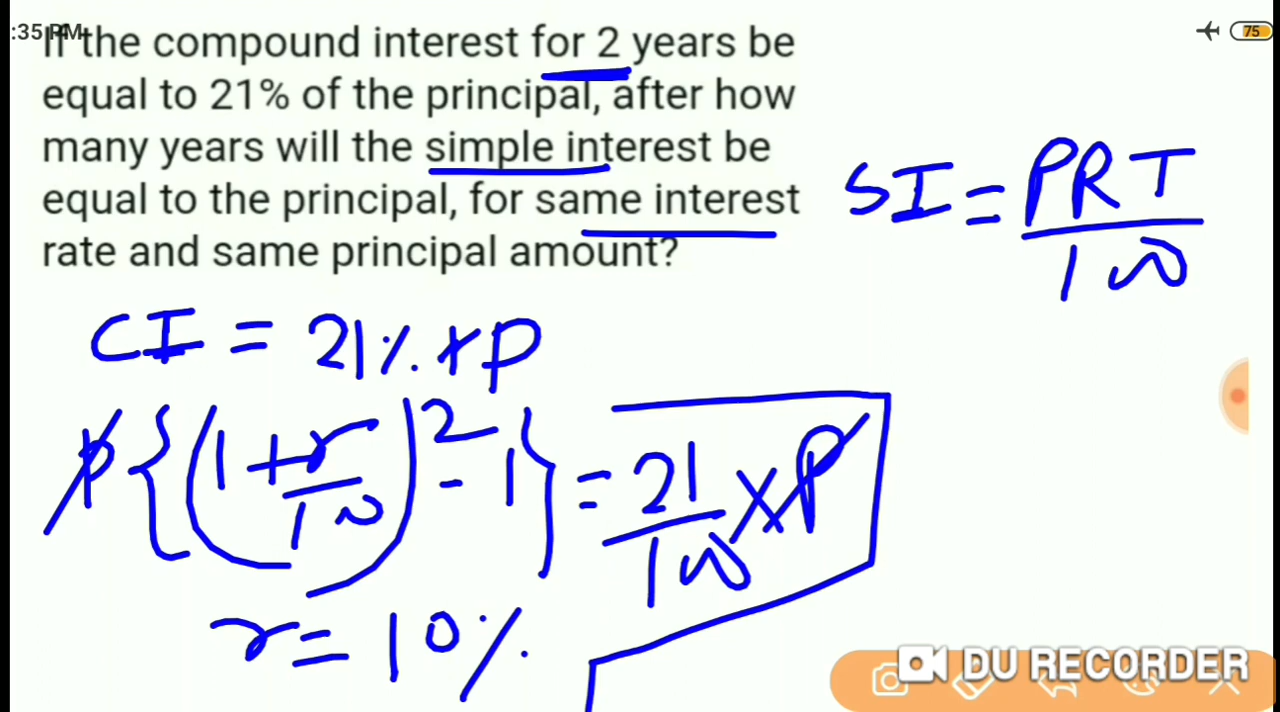 :35 PM
75
If the compound interest for 2 years be
equal to 21% of the principal, after how
many years will the simple interest be
equal to the principal, for same interest
rate and same principal amount?
SI = PRT/100
CI = 21% × P
P{(1+r/100)² - 1} = 21/100 × P
r = 10%
DU RECORDER